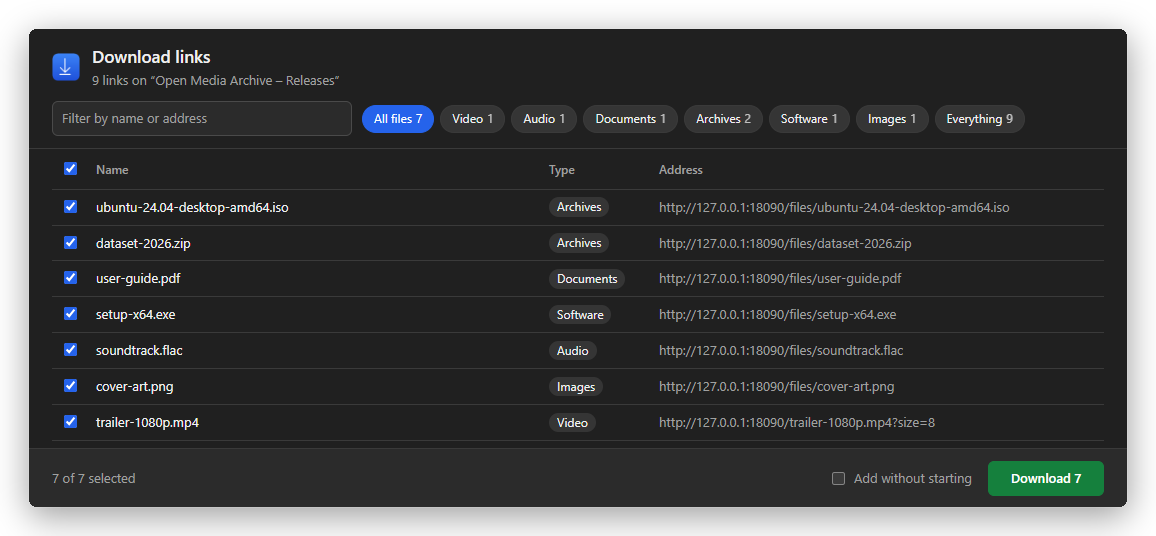 Download links
9 links on “Open Media Archive – Releases”
Filter by name or address
All files 7
Video 1
Audio 1
Documents 1
Archives 2
Software 1
Images 1
Everything 9
Name Type Address
ubuntu-24.04-desktop-amd64.iso Archives http://127.0.0.1:18090/files/ubuntu-24.04-desktop-amd64.iso
dataset-2026.zip Archives http://127.0.0.1:18090/files/dataset-2026.zip
user-guide.pdf Documents http://127.0.0.1:18090/files/user-guide.pdf
setup-x64.exe Software http://127.0.0.1:18090/files/setup-x64.exe
soundtrack.flac Audio http://127.0.0.1:18090/files/soundtrack.flac
cover-art.png Images http://127.0.0.1:18090/files/cover-art.png
trailer-1080p.mp4 Video http://127.0.0.1:18090/trailer-1080p.mp4?size=8
7 of 7 selected
Add without starting
Download 7